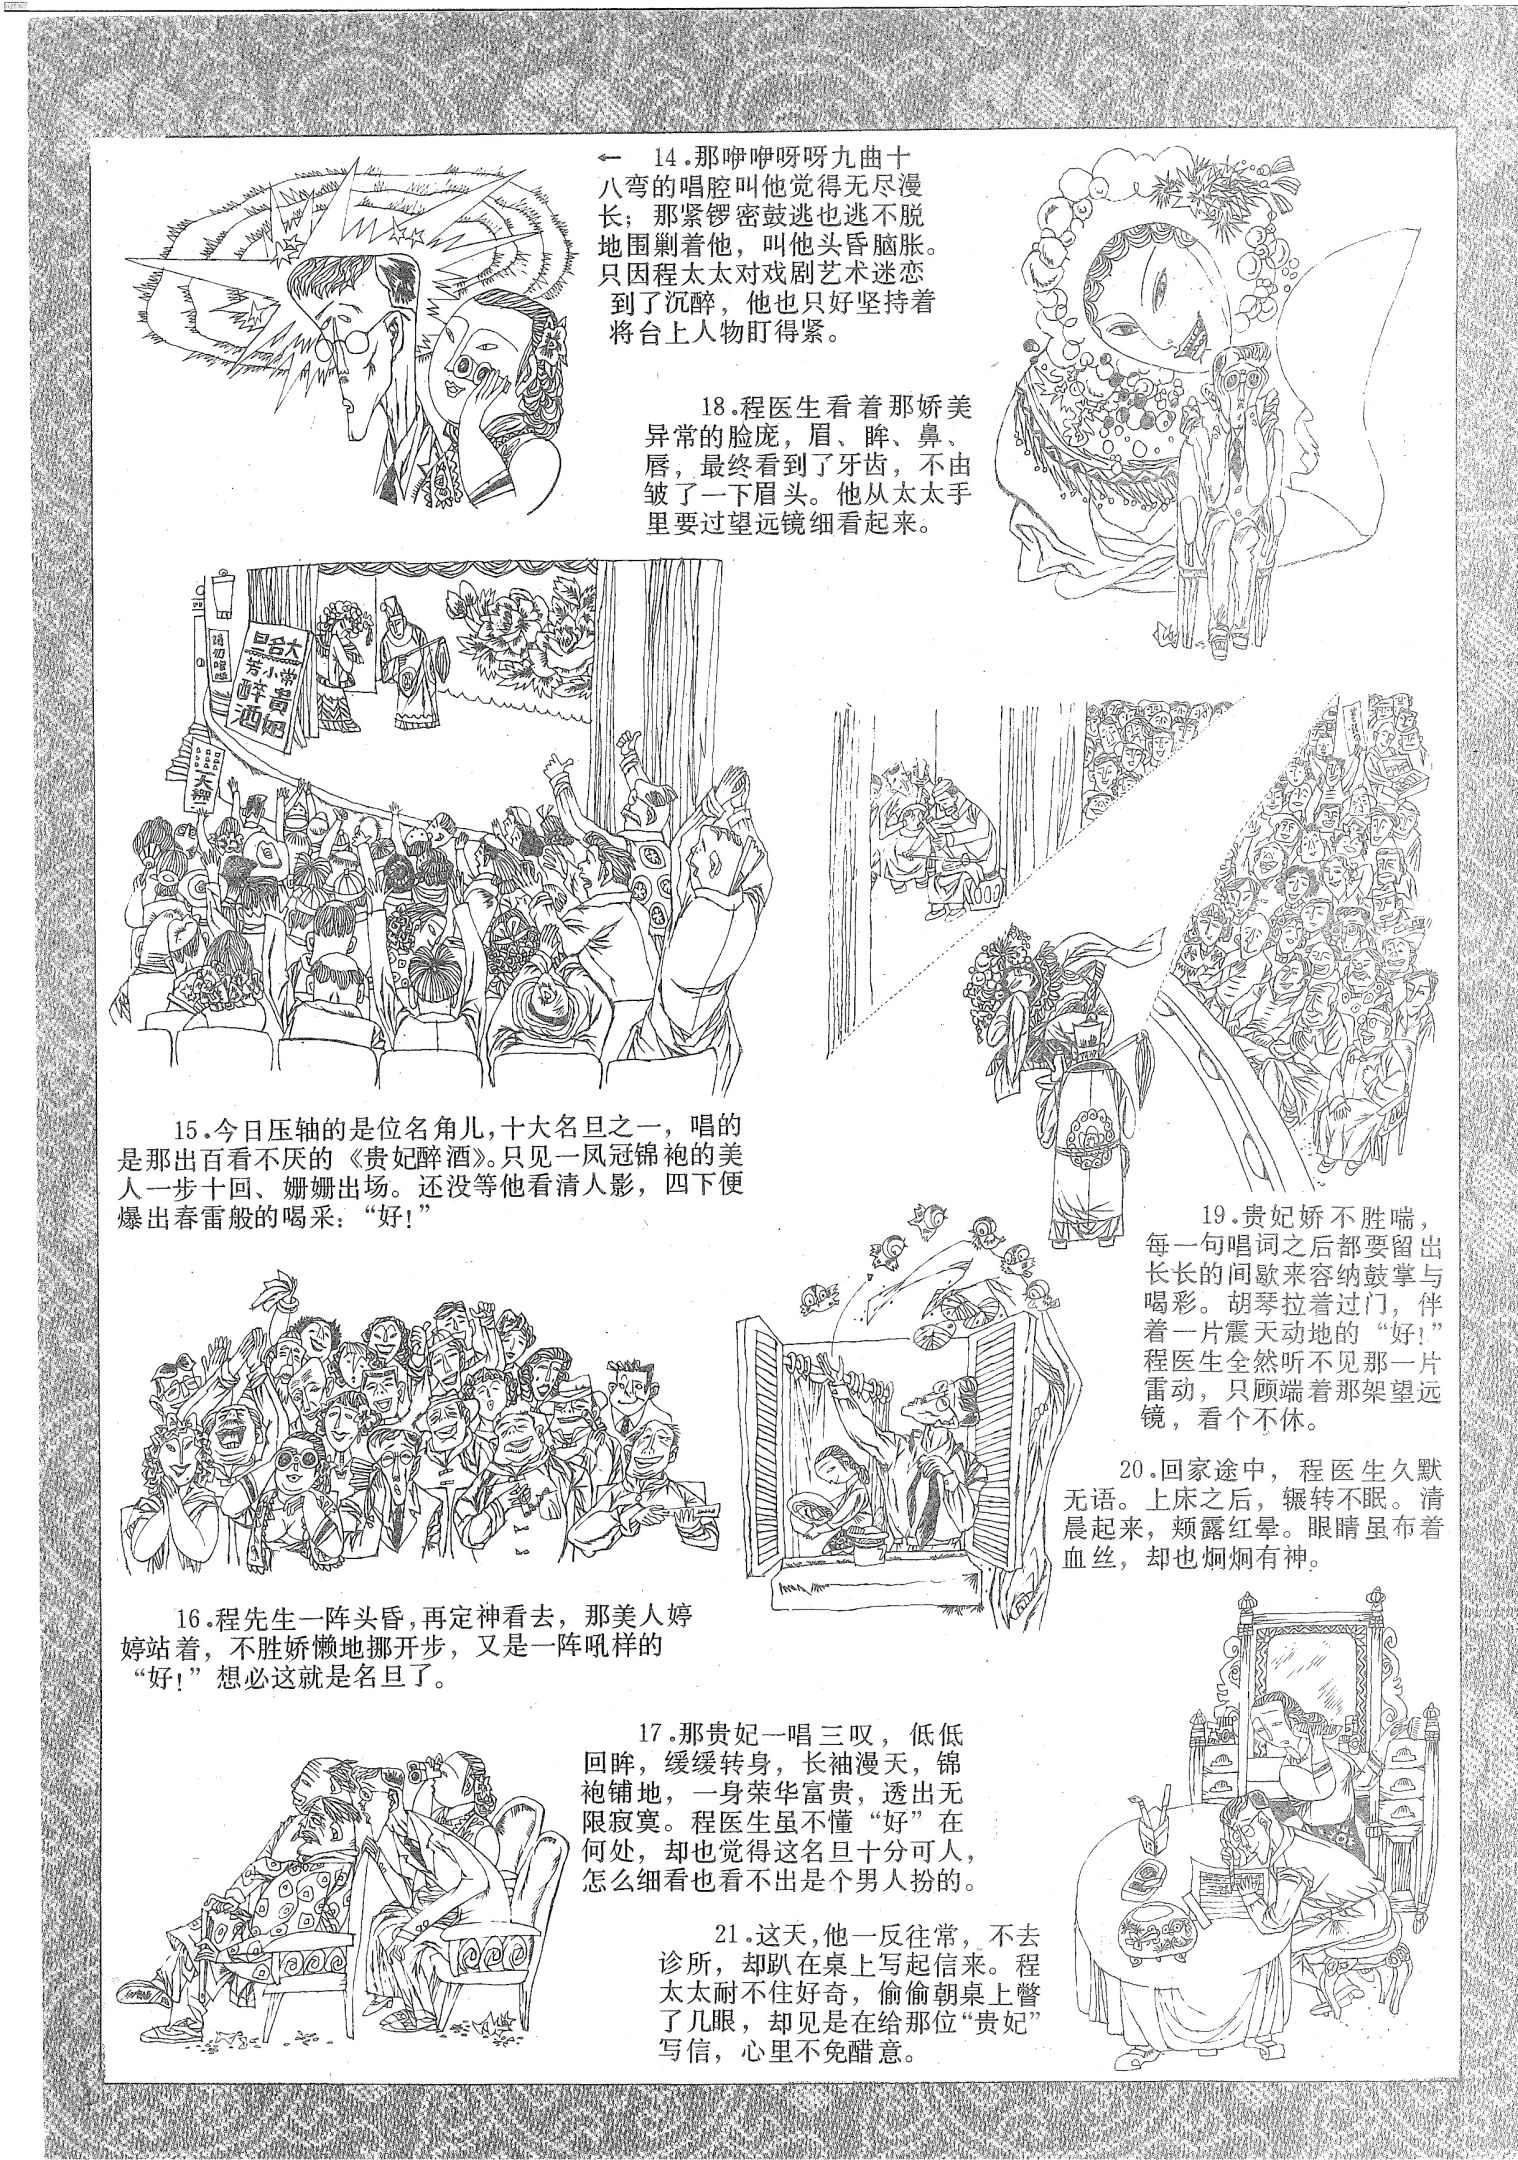 ← 14.那咿咿呀呀九曲十
八弯的唱腔叫他觉得无尽漫
长；那紧锣密鼓逃也逃不脱
地围剿着他，叫他头昏脑胀。
只因程太太对戏剧艺术迷恋
到了沉醉，他也只好坚持着
将台上人物盯得紧。
大名旦
常小芳
贵妃
醉酒
请勿喧哗
15.今日压轴的是位名角儿，十大名旦之一，唱的
是那出百看不厌的《贵妃醉酒》。只见一凤冠锦袍的美
人一步十回、姗姗出场。还没等他看清人影，四下便
爆出春雷般的喝采：“好！”
16.程先生一阵头昏，再定神看去，那美人婷
婷站着，不胜娇懒地挪开步，又是一阵吼样的
“好！”想必这就是名旦了。
17.那贵妃一唱三叹，低低
回眸，缓缓转身，长袖漫天，锦
袍铺地，一身荣华富贵，透出无
限寂寞。程医生虽不懂“好”在
何处，却也觉得这名旦十分可人，
怎么细看也看不出是个男人扮的。
18.程医生看着那娇美
异常的脸庞，眉、眸、鼻、
唇，最终看到了牙齿，不由
皱了一下眉头。他从太太手
里要过望远镜细看起来。
19.贵妃娇不胜喘，
每一句唱词之后都要留出
长长的间歇来容纳鼓掌与
喝彩。胡琴拉着过门，伴
着一片震天动地的“好！”
程医生全然听不见那一片
雷动，只顾端着那架望远
镜，看个不休。
20.回家途中，程医生久默
无语。上床之后，辗转不眠。清
晨起来，颊露红晕。眼睛虽布着
血丝，却也炯炯有神。
21.这天，他一反往常，不去
诊所，却趴在桌上写起信来。程
太太耐不住好奇，偷偷朝桌上瞥
了几眼，却见是在给那位“贵妃”
写信，心里不免醋意。